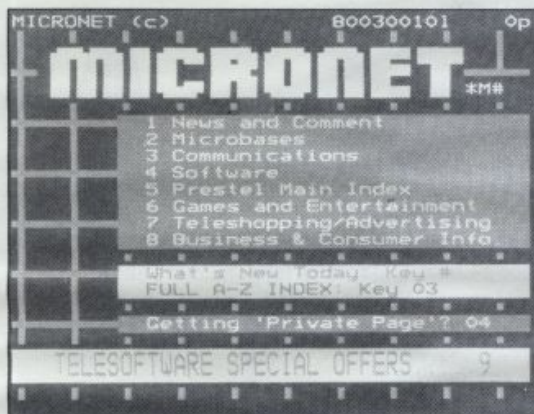 MICRONET (c) 800300101 0p
MICRONET *M#
1 News and Comment
2 Microbases
3 Communications
4 Software
5 Prestel Main Index
6 Games and Entertainment
7 Teleshopping/Advertising
8 Business & Consumer Info
What's New Today Key #
FULL A-Z INDEX: Key 03
Getting 'Private Page'? 04
TELESOFTWARE SPECIAL OFFERS 9